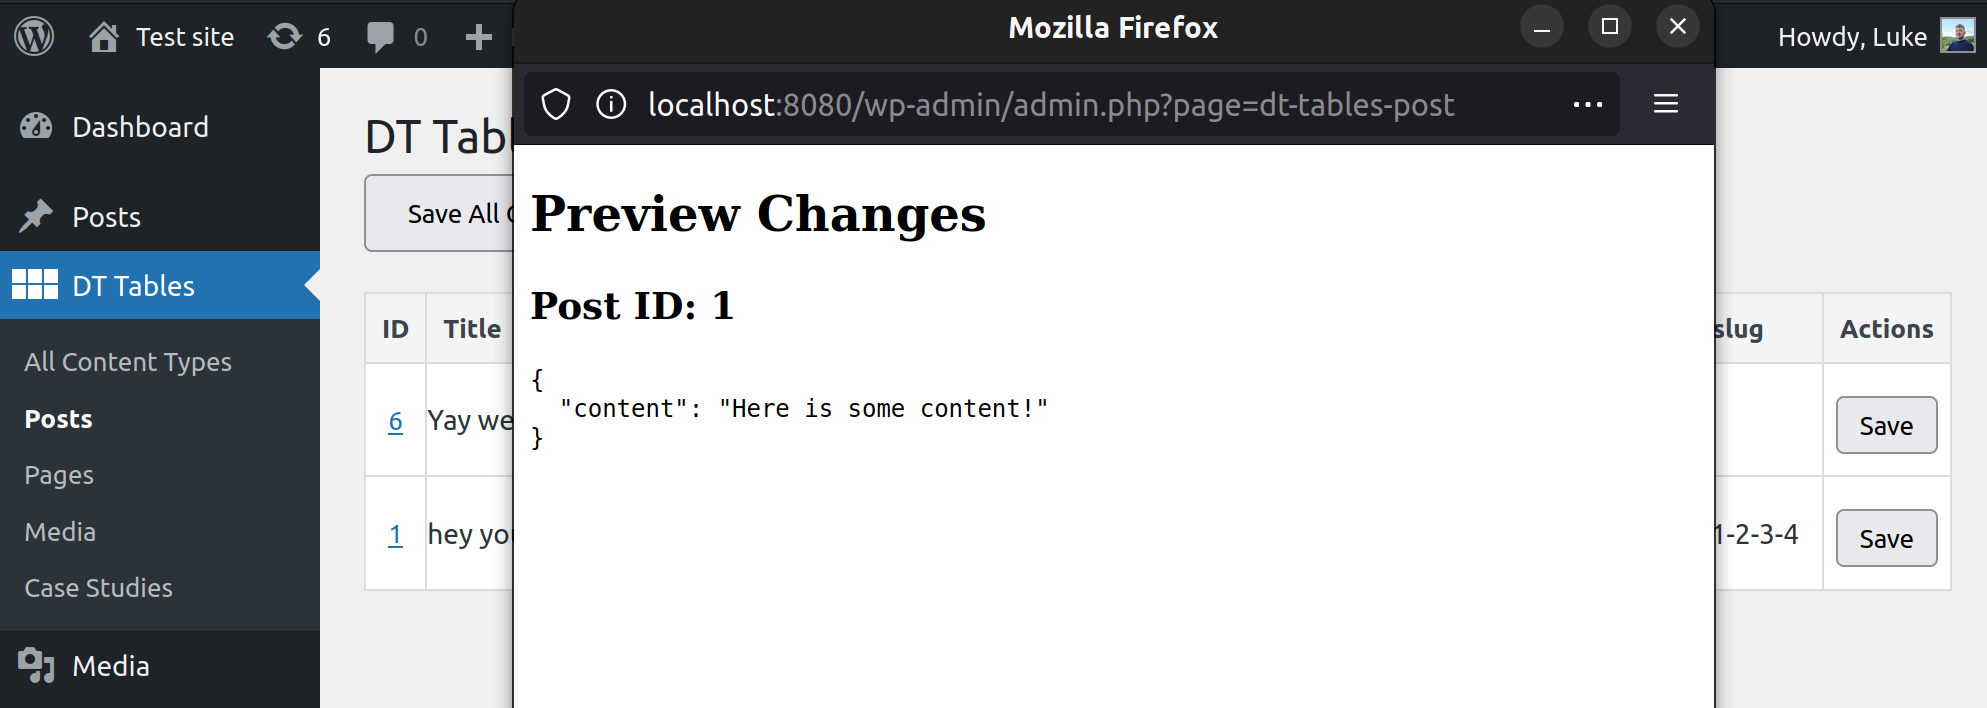 Test site 6 0
Howdy, Luke
Dashboard
Posts
DT Tables
All Content Types
Posts
Pages
Media
Case Studies
Media
DT
Save All
ID Title
6 Yay we
1 hey
slug Actions
Save
1-2-3-4 Save
Mozilla Firefox
localhost:8080/wp-admin/admin.php?page=dt-tables-post
Preview Changes
Post ID: 1
{
"content": "Here is some content!"
}